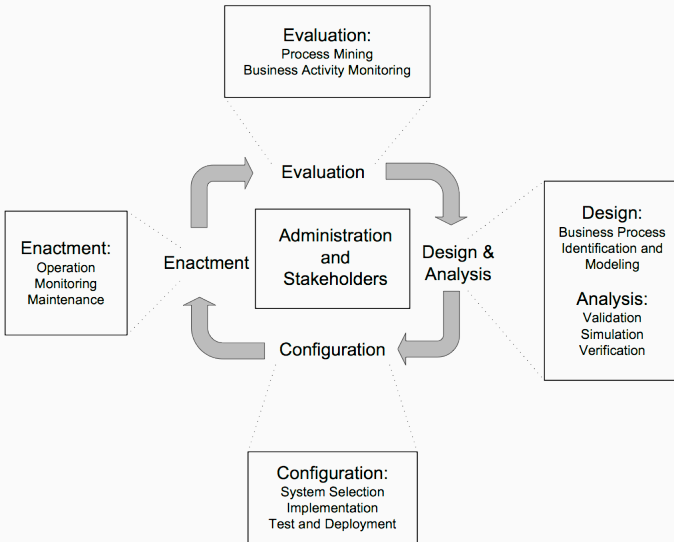 Evaluation:
Process Mining
Business Activity Monitoring
Evaluation
Enactment:
Operation
Monitoring
Maintenance
Enactment
Administration
and
Stakeholders
Design &
Analysis
Design:
Business Process
Identification and
Modeling
Analysis:
Validation
Simulation
Verification
Configuration
Configuration:
System Selection
Implementation
Test and Deployment